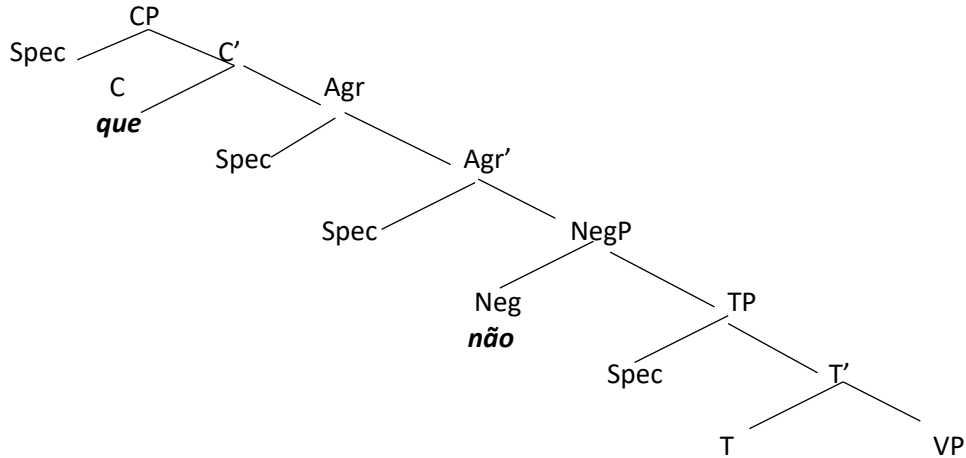 CP
Spec C’
C Agr
que
Spec Agr’
Spec NegP
Neg TP
não
Spec T’
T VP